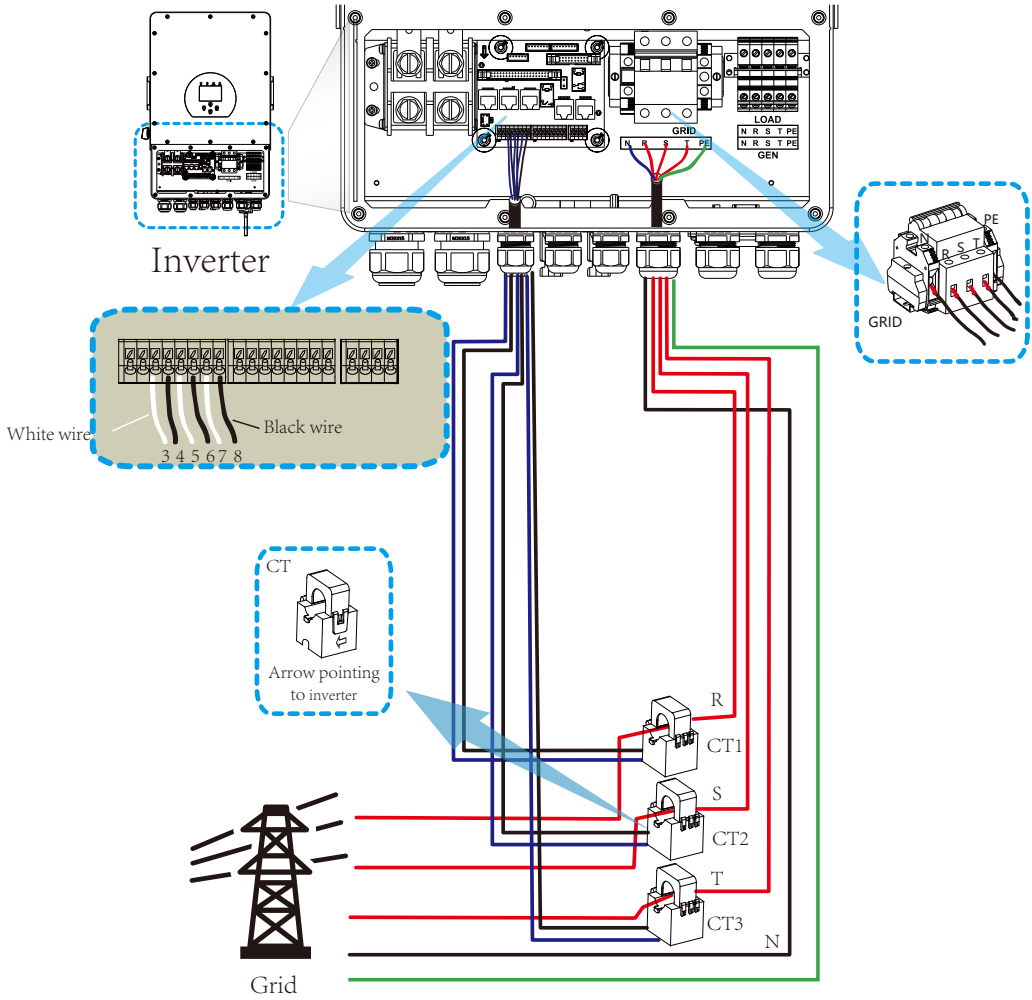 LOAD
N R S T PE
N R S T PE
GEN
GRID
N R S T PE
Inverter
PE
N
R S T
GRID
White wire
Black wire
3 4 5 6 7 8
CT
Arrow pointing
to inverter
R
CT1
S
CT2
T
CT3
N
Grid